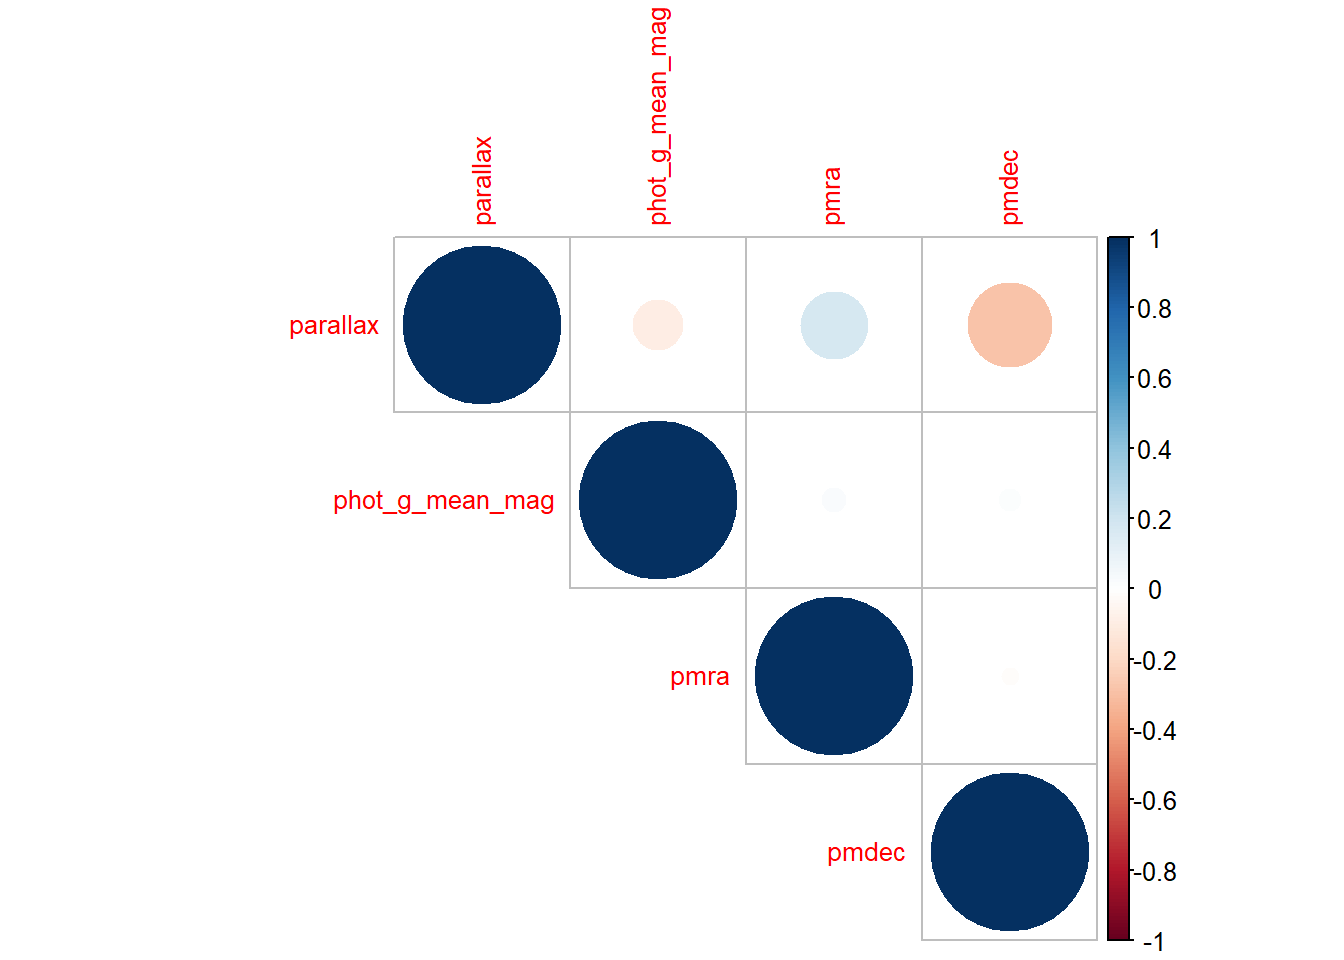 parallax
phot_g_mean_mag
pmra
pmdec
parallax
phot_g_mean_mag
pmra
pmdec
1
0.8
0.6
0.4
0.2
0
-0.2
-0.4
-0.6
-0.8
-1